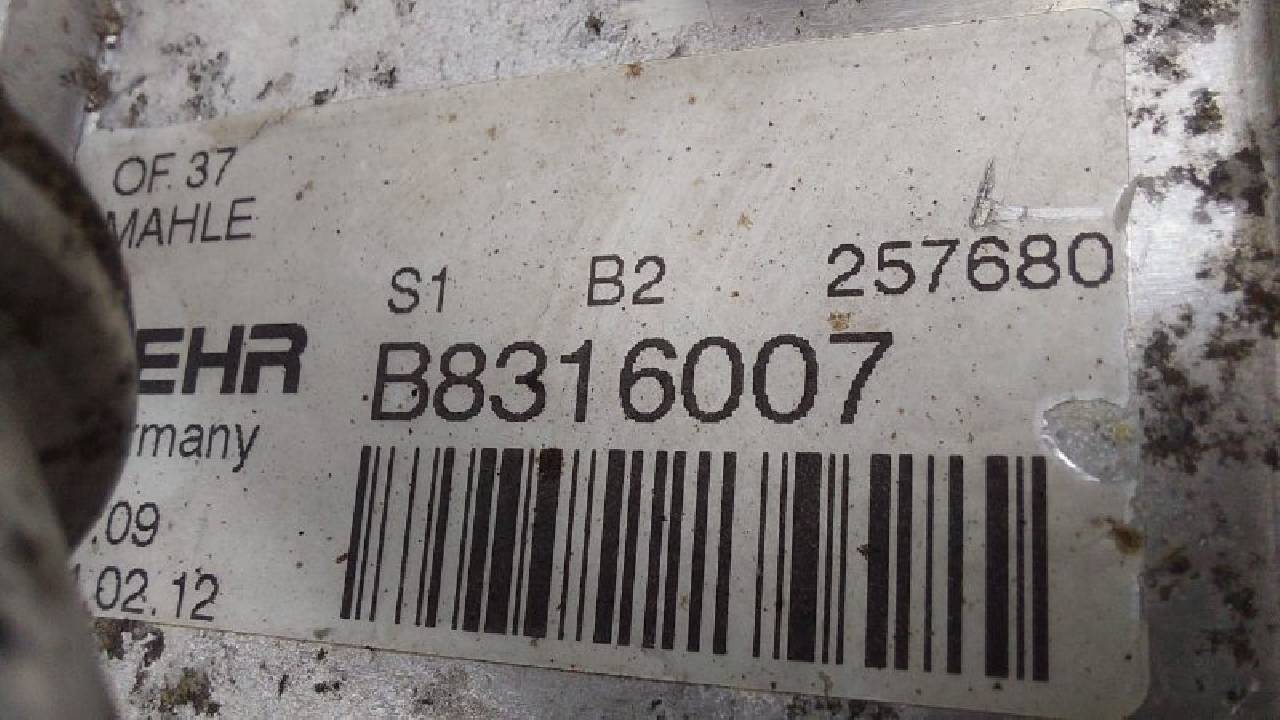 OF. 37
MAHLE
S1 B2 257680
EHR B8316007
rmany
.09
.02.12